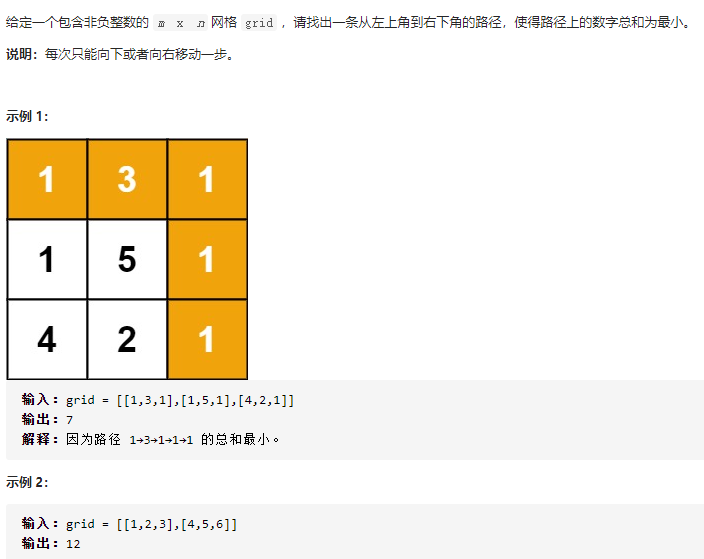 给定一个包含非负整数的 m x n 网格 grid ，请找出一条从左上角到右下角的路径，使得路径上的数字总和为最小。
说明：每次只能向下或者向右移动一步。
示例 1：
1 3 1
1 5 1
4 2 1
输入：grid = [[1,3,1],[1,5,1],[4,2,1]]
输出：7
解释：因为路径 1→3→1→1→1 的总和最小。
示例 2：
输入：grid = [[1,2,3],[4,5,6]]
输出：12